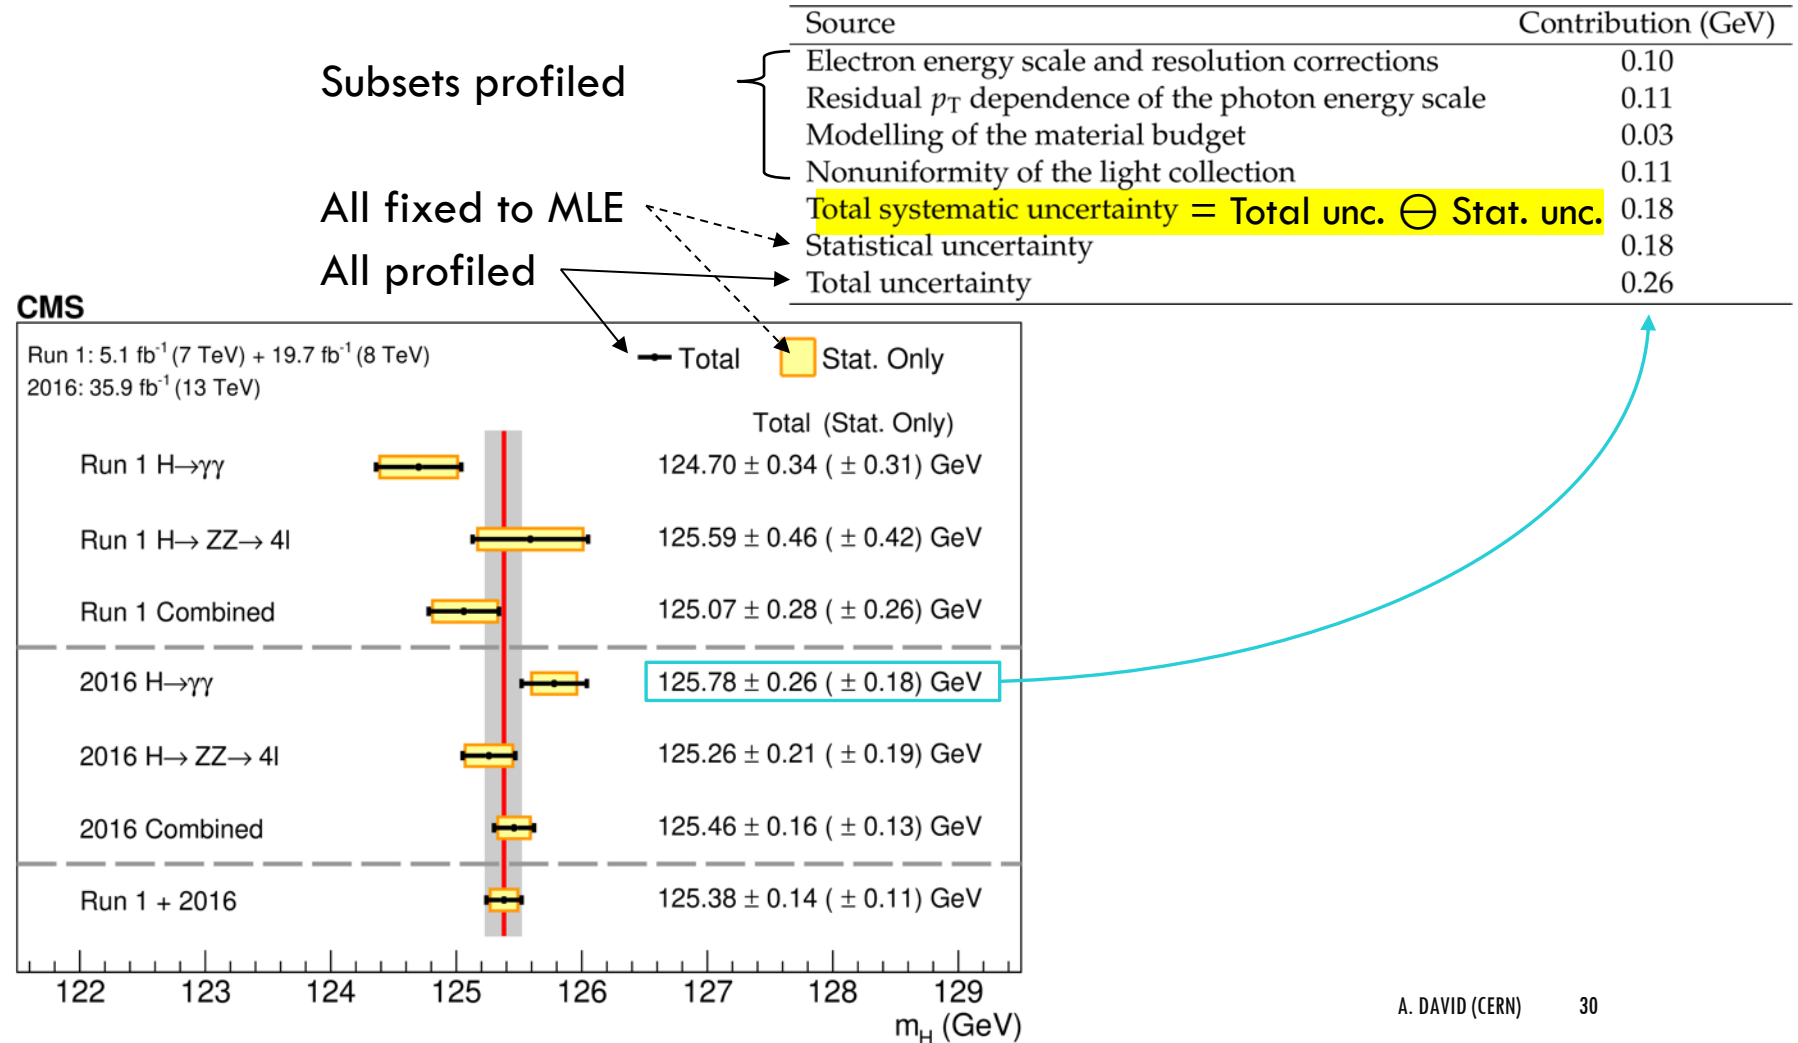 Source Contribution (GeV)
Subsets profiled
Electron energy scale and resolution corrections 0.10
Residual pT dependence of the photon energy scale 0.11
Modelling of the material budget 0.03
Nonuniformity of the light collection 0.11
All fixed to MLE
Total systematic uncertainty = Total unc. ⊖ Stat. unc. 0.18
Statistical uncertainty 0.18
All profiled
Total uncertainty 0.26
CMS
Run 1: 5.1 fb⁻¹ (7 TeV) + 19.7 fb⁻¹ (8 TeV)
2016: 35.9 fb⁻¹ (13 TeV)
Total Stat. Only
Total (Stat. Only)
Run 1 H→γγ 124.70 ± 0.34 ( ± 0.31) GeV
Run 1 H→ ZZ→ 4l 125.59 ± 0.46 ( ± 0.42) GeV
Run 1 Combined 125.07 ± 0.28 ( ± 0.26) GeV
2016 H→γγ 125.78 ± 0.26 ( ± 0.18) GeV
2016 H→ ZZ→ 4l 125.26 ± 0.21 ( ± 0.19) GeV
2016 Combined 125.46 ± 0.16 ( ± 0.13) GeV
Run 1 + 2016 125.38 ± 0.14 ( ± 0.11) GeV
122 123 124 125 126 127 128 129
mH (GeV)
A. DAVID (CERN) 30